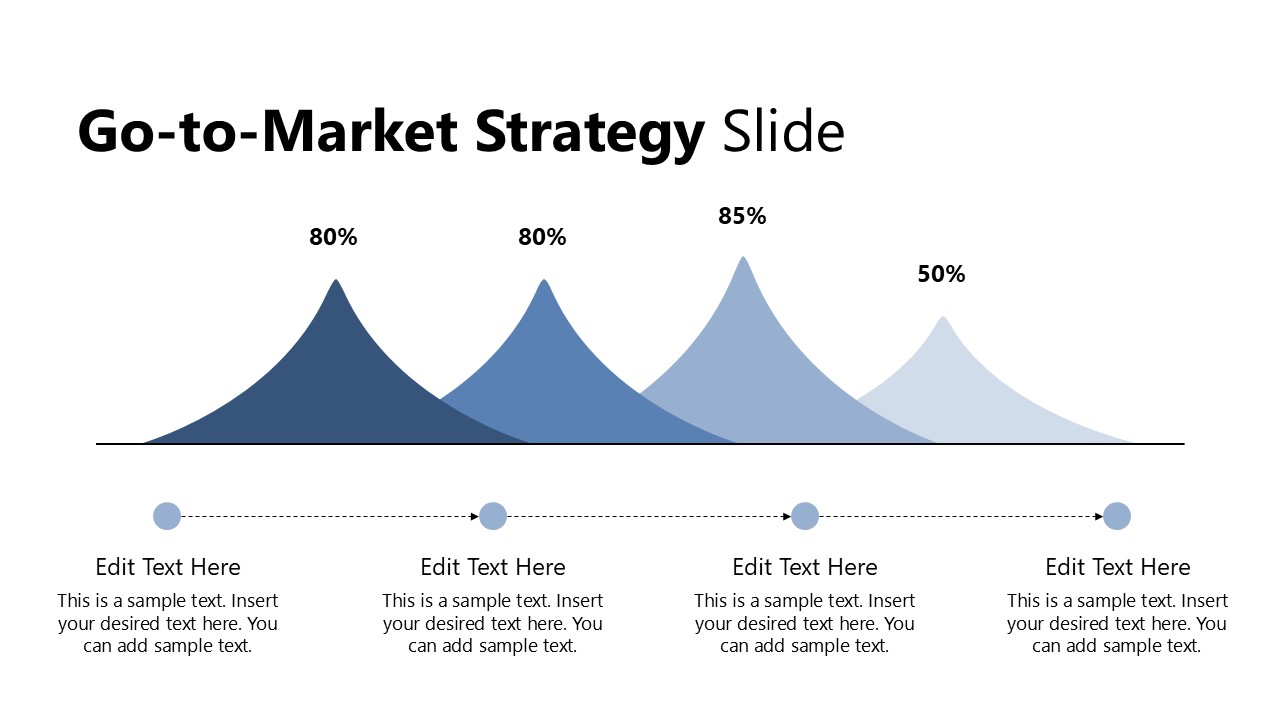 Go-to-Market Strategy Slide
80%
80%
85%
50%
Edit Text Here
This is a sample text. Insert
your desired text here. You
can add sample text.
Edit Text Here
This is a sample text. Insert
your desired text here. You
can add sample text.
Edit Text Here
This is a sample text. Insert
your desired text here. You
can add sample text.
Edit Text Here
This is a sample text. Insert
your desired text here. You
can add sample text.